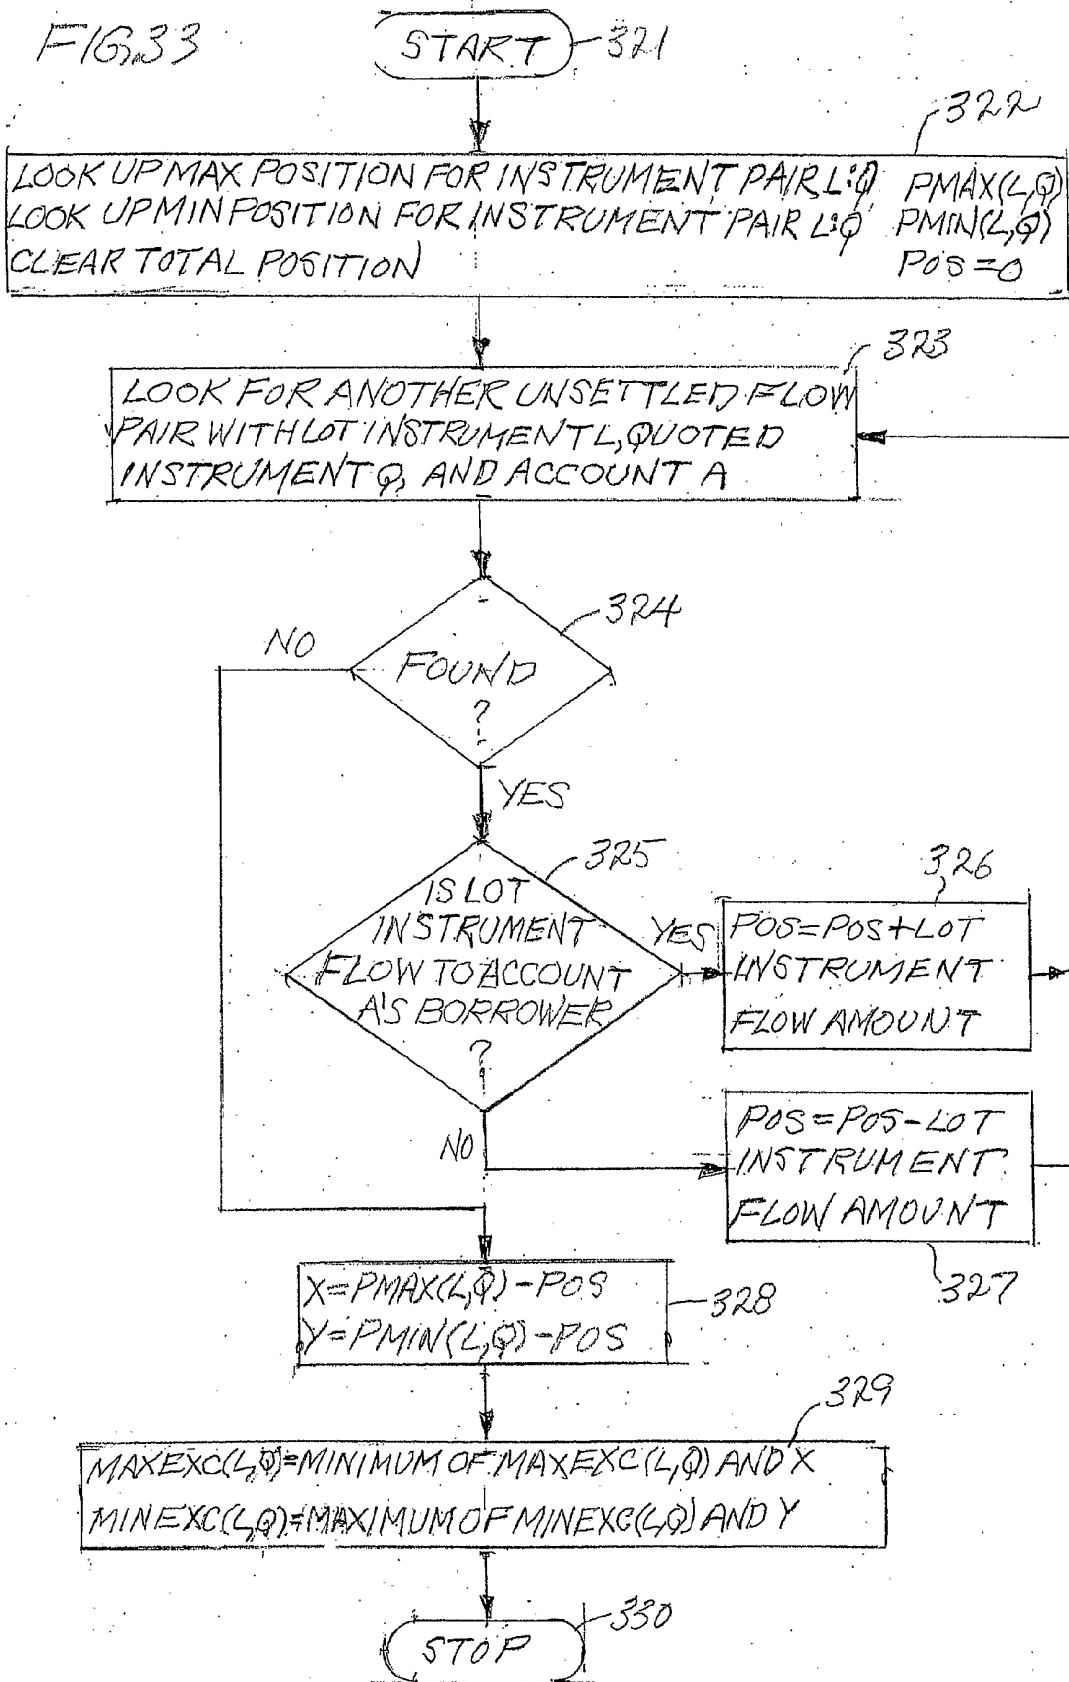 FIG. 33
START
321
322
LOOK UP MAX POSITION FOR INSTRUMENT PAIR L:Q PMAX(L,Q)
LOOK UP MIN POSITION FOR INSTRUMENT PAIR L:Q PMIN(L,Q)
CLEAR TOTAL POSITION POS=0
323
LOOK FOR ANOTHER UNSETTLED FLOW
PAIR WITH LOT INSTRUMENT L, QUOTED
INSTRUMENT Q, AND ACCOUNT A
324
NO
FOUND
?
YES
325
IS LOT
INSTRUMENT
FLOW TO ACCOUNT
A'S BORROWER
?
YES
326
POS=POS+LOT
INSTRUMENT
FLOW AMOUNT
NO
POS=POS-LOT
INSTRUMENT
FLOW AMOUNT
327
X=PMAX(L,Q)-POS
Y=PMIN(L,Q)-POS
328
329
MAXEXC(L,Q)=MINIMUM OF MAXEXC(L,Q) AND X
MINEXC(L,Q)=MAXIMUM OF MINEXC(L,Q) AND Y
330
STOP